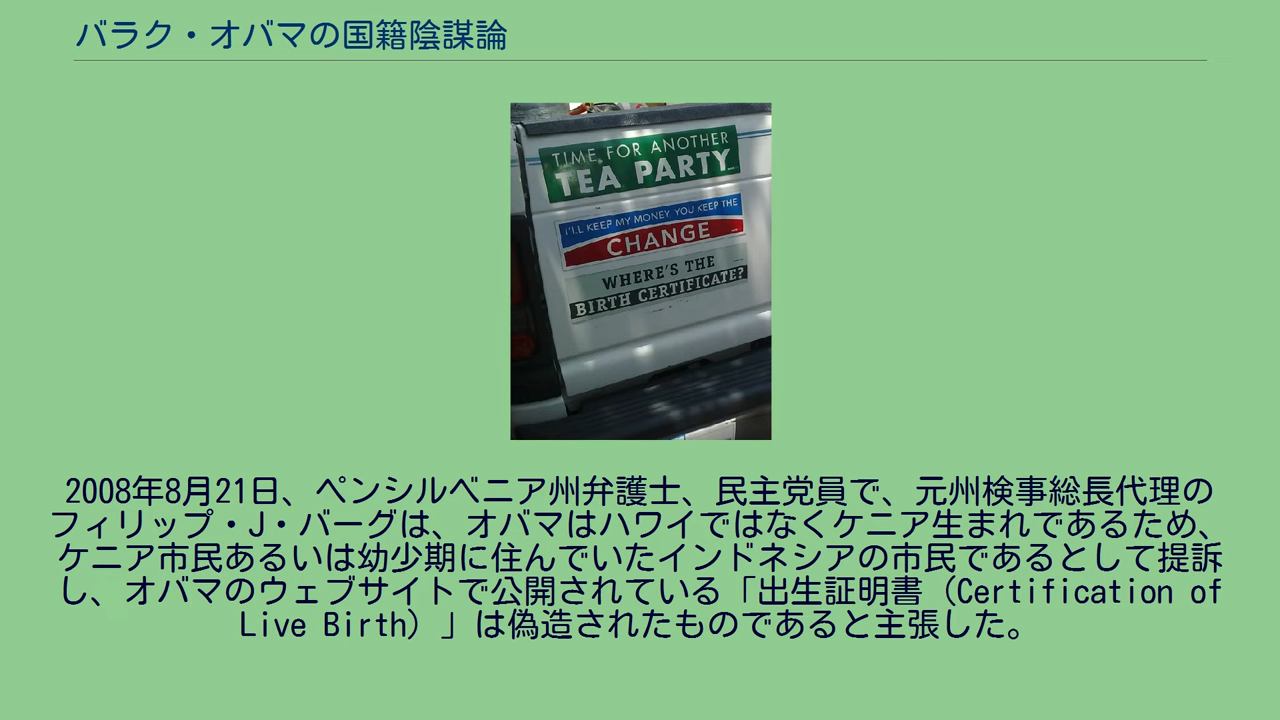 バラク・オバマの国籍陰謀論
TIME FOR ANOTHER
TEA PARTY
I'LL KEEP MY MONEY, YOU KEEP THE
CHANGE
WHERE'S THE
BIRTH CERTIFICATE?
2008年8月21日、ペンシルベニア州弁護士、民主党員で、元州検事総長代理の
フィリップ・J・バーグは、オバマはハワイではなくケニア生まれであるため、
ケニア市民あるいは幼少期に住んでいたインドネシアの市民であるとして提訴
し、オバマのウェブサイトで公開されている「出生証明書（Certification of
Live Birth）」は偽造されたものであると主張した。